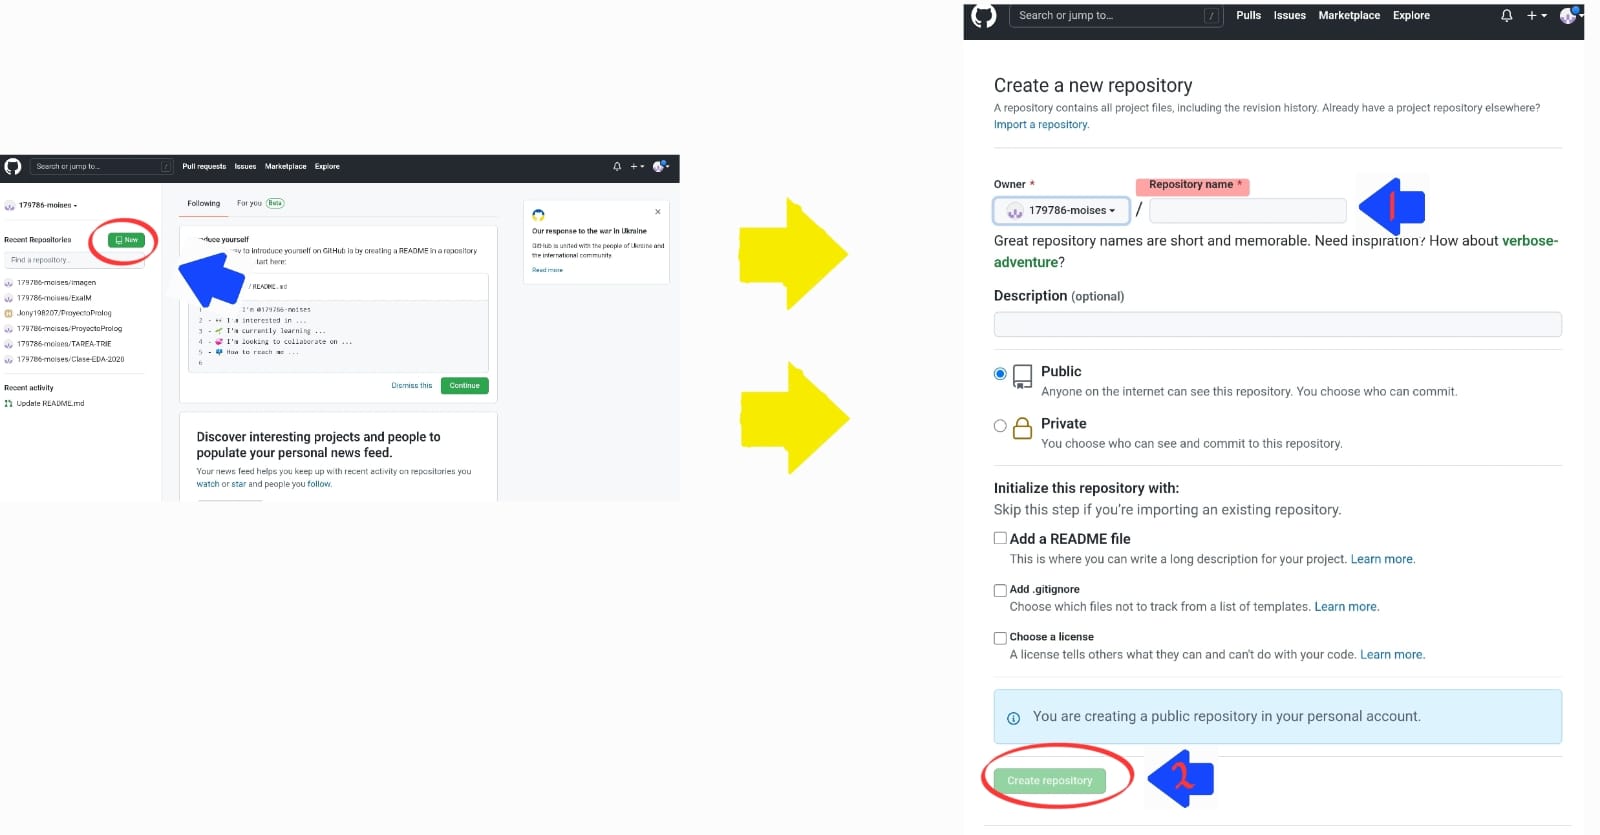 Search or jump to...
/
Pull requests
Issues
Marketplace
Explore
179786-moises
Recent Repositories
New
Find a repository...
179786-moises/Imagen
179786-moises/ExalM
Jony198207/ProyectoProlog
179786-moises/ProyectoProlog
179786-moises/TAREA-TRIE
179786-moises/Clase-EDA-2020
Recent activity
Update README.md
Following
For you
Beta
duce yourself
way to introduce yourself on GitHub is by creating a README in a repository
tart here:
/ README.md
1 I'm @179786-moises
2 - 👀 I'm interested in ...
3 - 🌱 I'm currently learning ...
4 - 💞️ I'm looking to collaborate on ...
5 - 📫 How to reach me ...
6
Dismiss this
Continue
Discover interesting projects and people to
populate your personal news feed.
Your news feed helps you keep up with recent activity on repositories you
watch or star and people you follow.
Our response to the war in Ukraine
GitHub is united with the people of Ukraine and
the international community.
Read more
Search or jump to...
/
Pulls
Issues
Marketplace
Explore
Create a new repository
A repository contains all project files, including the revision history. Already have a project repository elsewhere?
Import a repository.
Owner *
Repository name *
179786-moises
/
1
Great repository names are short and memorable. Need inspiration? How about verbose-
adventure?
Description (optional)
Public
Anyone on the internet can see this repository. You choose who can commit.
Private
You choose who can see and commit to this repository.
Initialize this repository with:
Skip this step if you're importing an existing repository.
Add a README file
This is where you can write a long description for your project. Learn more.
Add .gitignore
Choose which files not to track from a list of templates. Learn more.
Choose a license
A license tells others what they can and can't do with your code. Learn more.
You are creating a public repository in your personal account.
Create repository
2